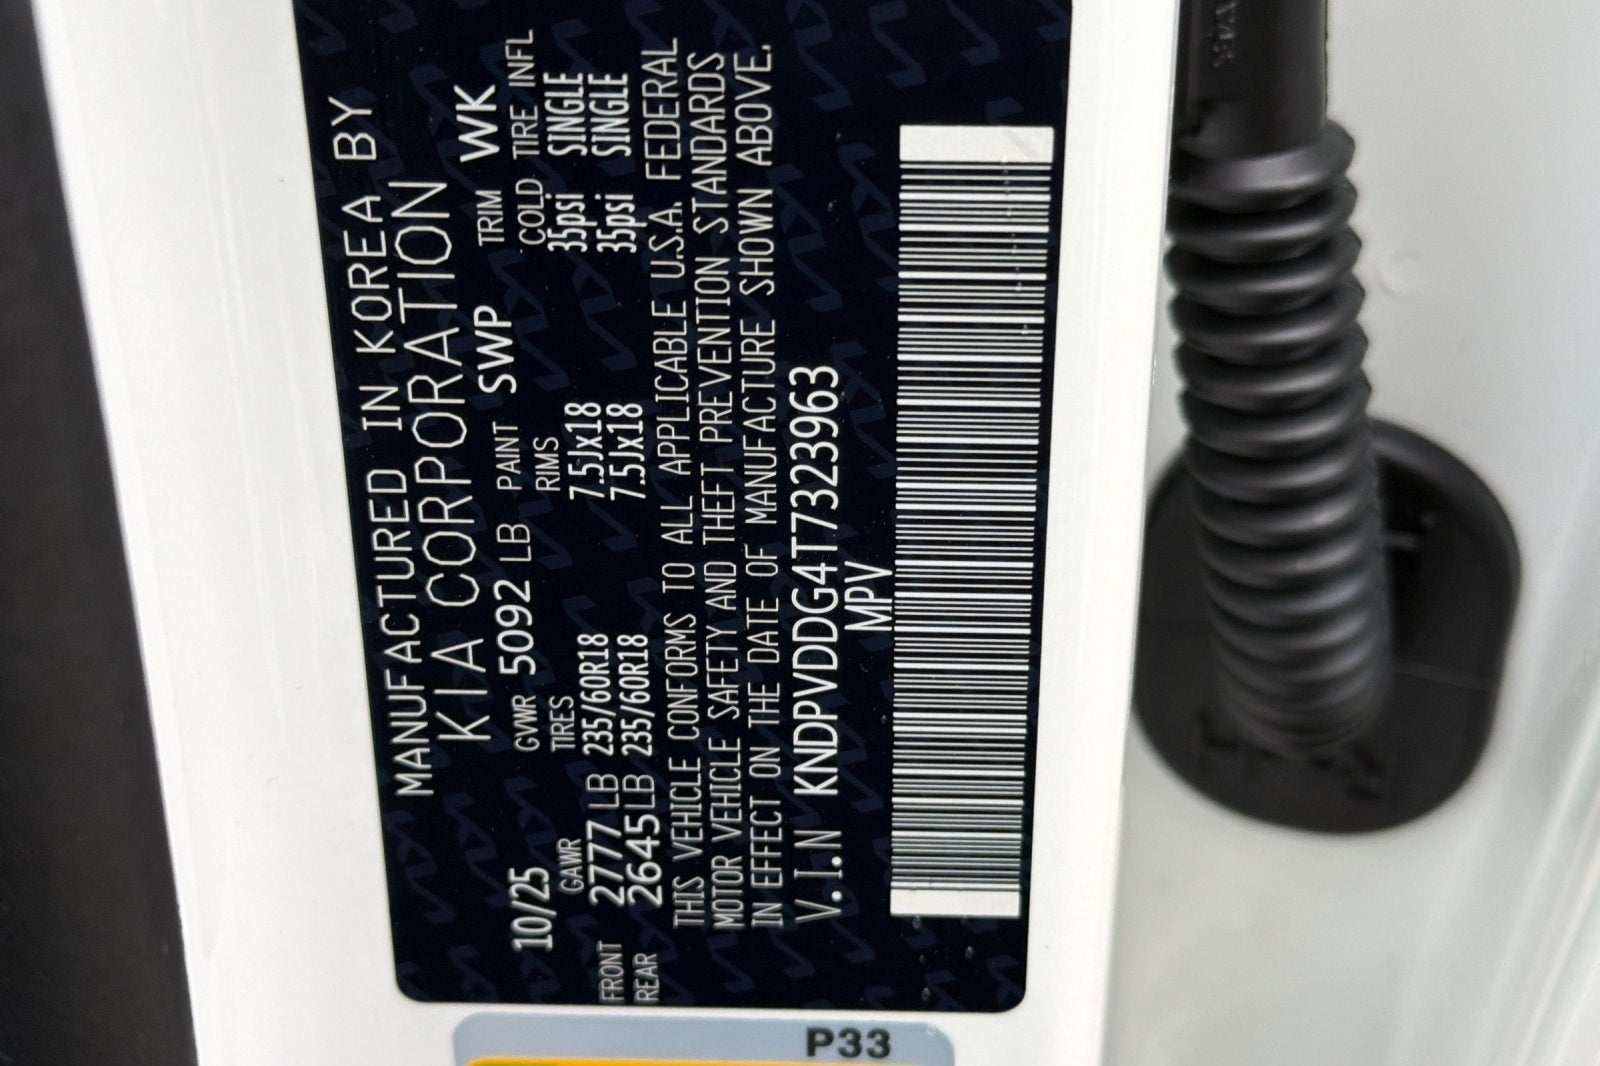 MANUFACTURED IN KOREA BY
KIA CORPORATION
10/25 GVWR 5092 LB PAINT SWP TRIM WK
GAWR TIRES RIMS COLD TIRE INFL
FRONT 2777 LB 235/60R18 7.5Jx18 35psi SINGLE
REAR 2645LB 235/60R18 7.5Jx18 35psi SINGLE
THIS VEHICLE CONFORMS TO ALL APPLICABLE U.S.A. FEDERAL
MOTOR VEHICLE SAFETY AND THEFT PREVENTION STANDARDS
IN EFFECT ON THE DATE OF MANUFACTURE SHOWN ABOVE.
V.I.N KNDPVDDG4T7323963
MPV
P33